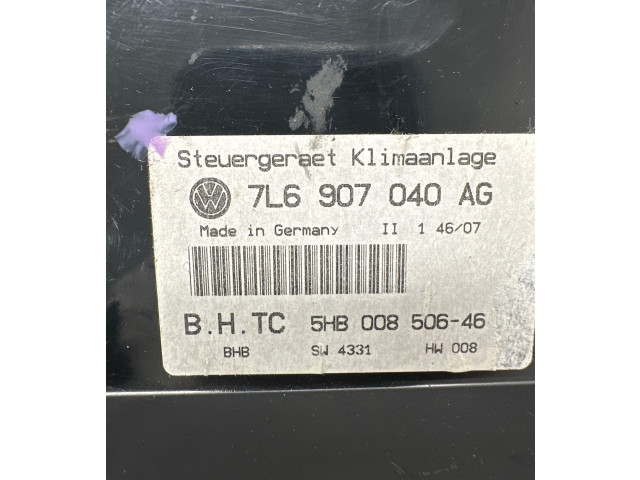 Steuergeraet Klimaanlage
7L6 907 040 AG
Made in Germany II 1 46/07
B.H.TC 5HB 008 506-46
BHB SW 4331 HW 008